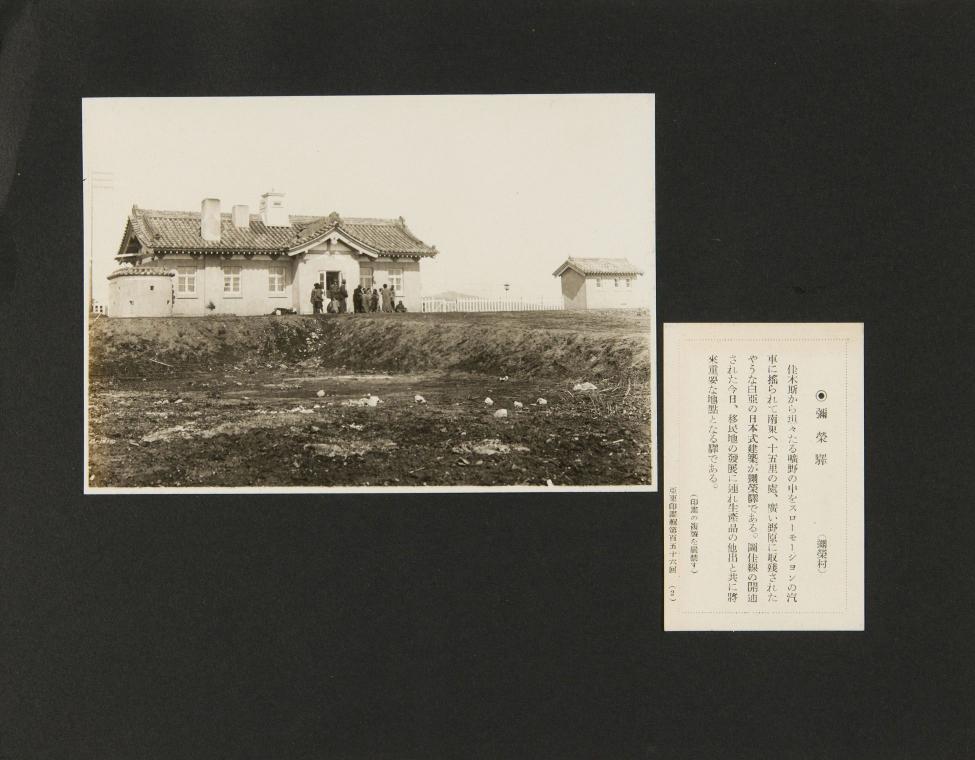 ◉彌榮驛
（彌榮村）
佳木斯から坦々たる曠野の中をスローモーシヨンの汽
車に搖られて南東へ十五里の處、廣い野原に取殘された
やうな白亞の日本式建築が彌榮驛である。圖佳線の開通
された今日、移民地の發展に連れ生產品の他出と共に將
來重要な地點となる驛である。
（印畫の複製を嚴禁す）
亞東印畫輯第百五十六回　（2）